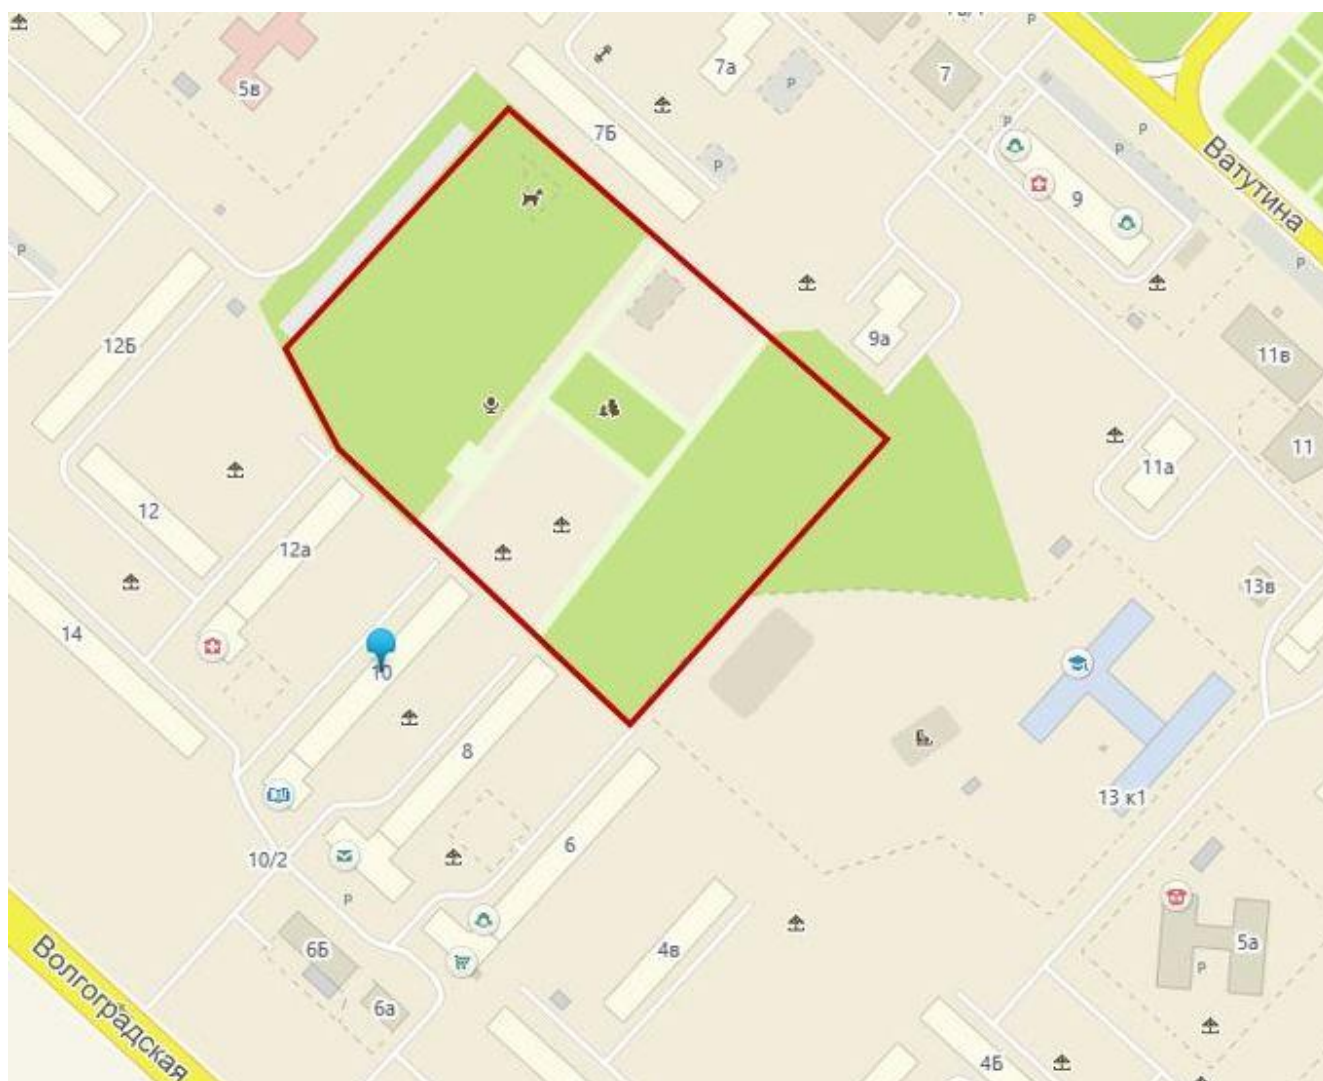 5в
7а
Р
7
Р
7Б
Р
Р
Р
Р
Ватутина
9
Р
Р
12Б
9а
11в
11
11а
12
12а
13в
14
10
8
13 к1
6
10/2
Р
6Б
4в
5а
Р
6а
Волгоградская
4Б